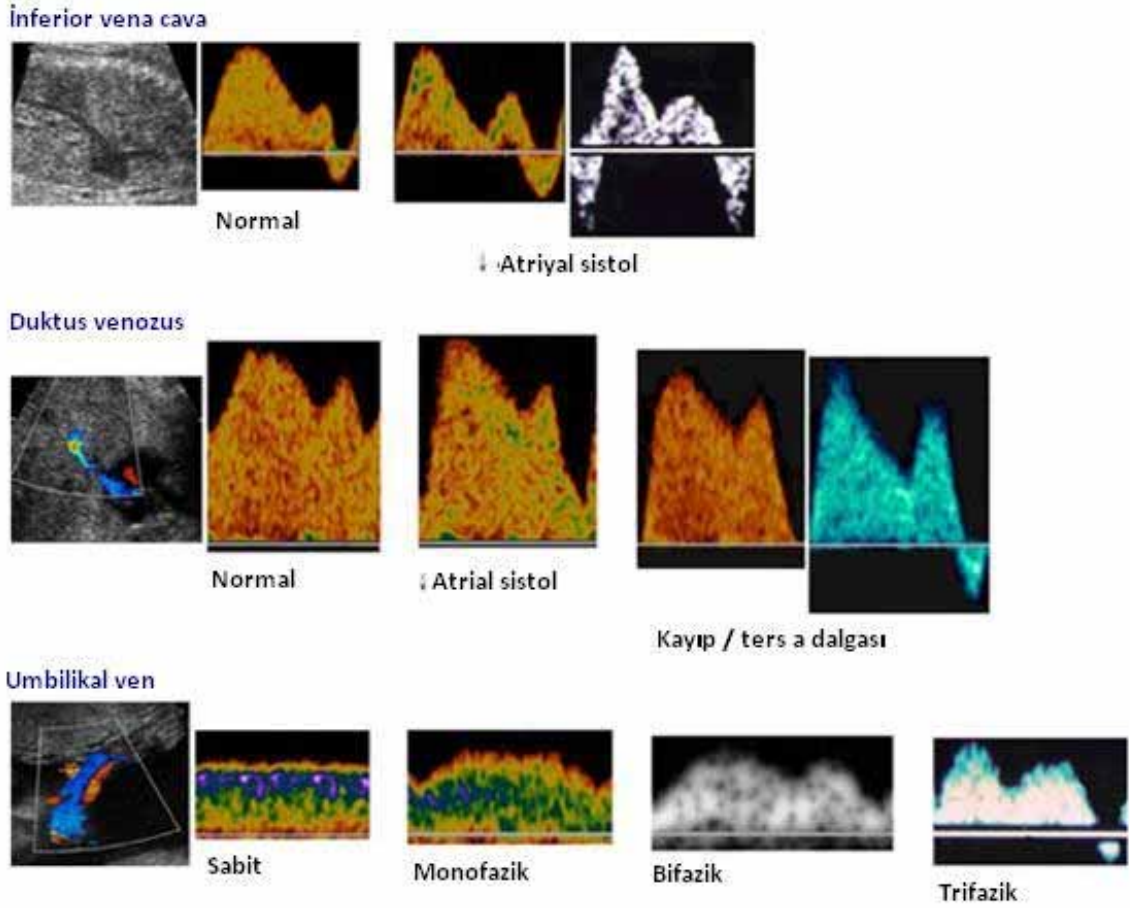 İnferior vena cava
Normal
↓ Atriyal sistol
Duktus venozus
Normal
↓ Atrial sistol
Kayıp / ters a dalgası
Umbilikal ven
Sabit
Monofazik
Bifazik
Trifazik